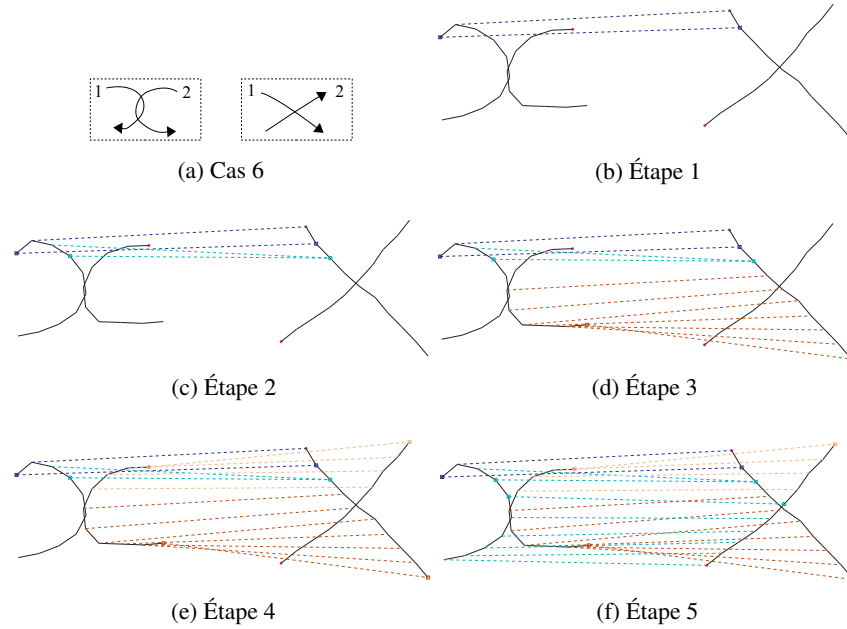 1 2 1 2
(a) Cas 6
(b) Étape 1
(c) Étape 2
(d) Étape 3
(e) Étape 4
(f) Étape 5